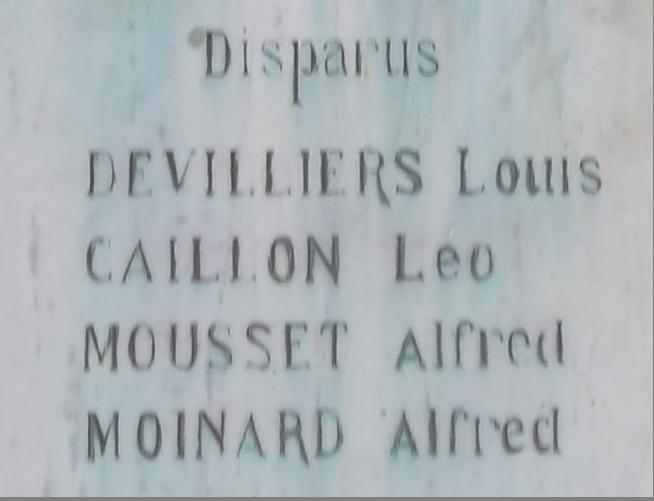 Disparus
DEVILLIERS Louis
CAILLON Leo
MOUSSET Alfred
MOINARD Alfred